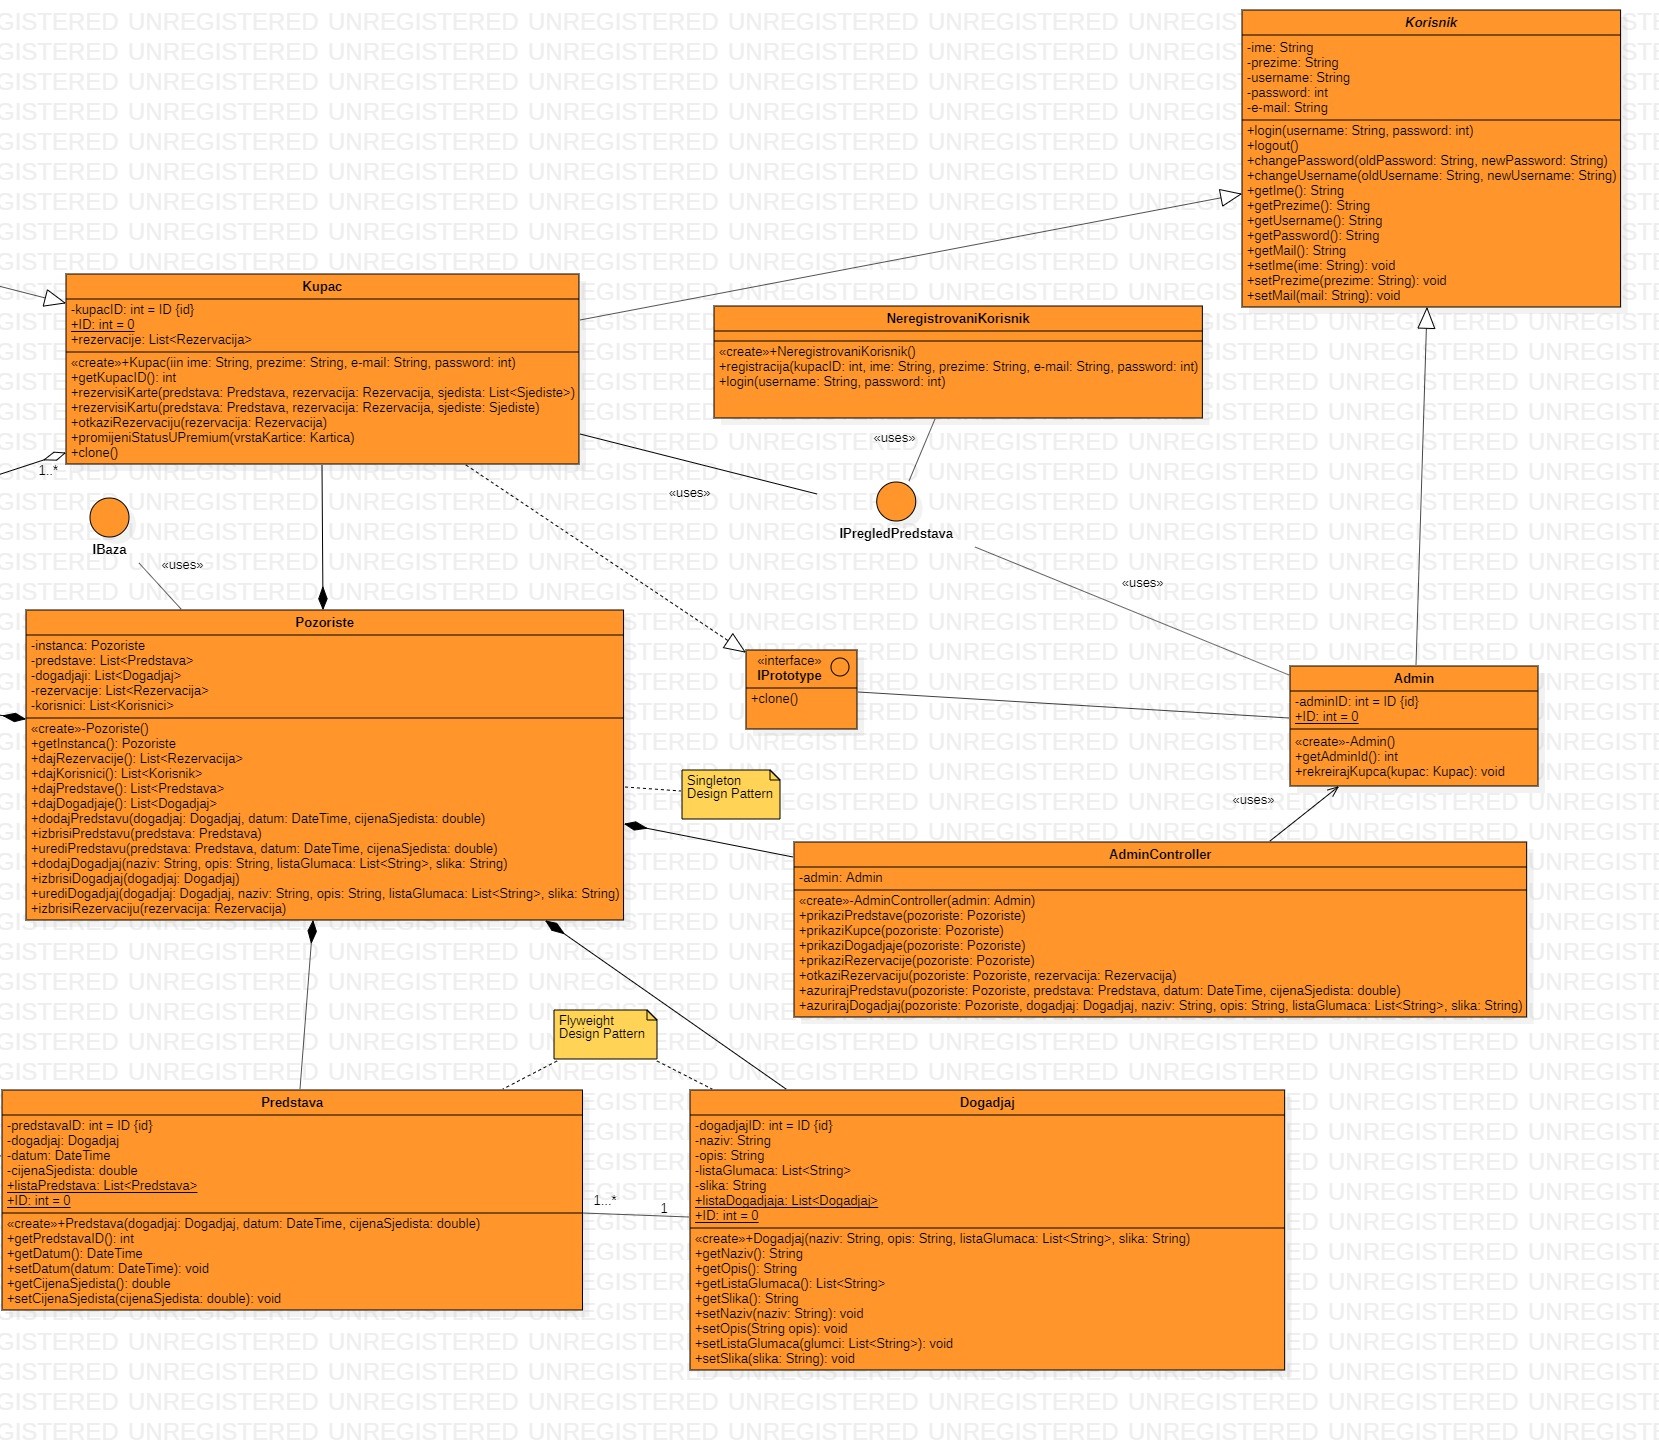 Korisnik
-ime: String
-prezime: String
-username: String
-password: int
-e-mail: String
+login(username: String, password: int)
+logout()
+changePassword(oldPassword: String, newPassword: String)
+changeUsername(oldUsername: String, newUsername: String)
+getIme(): String
+getPrezime(): String
+getUsername(): String
+getPassword(): String
+getMail(): String
+setIme(ime: String): void
+setPrezime(prezime: String): void
+setMail(mail: String): void
Kupac
-kupacID: int = ID {id}
+ID: int = 0
+rezervacije: List<Rezervacija>
«create»+Kupac(iin ime: String, prezime: String, e-mail: String, password: int)
+getKupacID(): int
+rezervisiKarte(predstava: Predstava, rezervacija: Rezervacija, sjedista: List<Sjediste>)
+rezervisiKartu(predstava: Predstava, rezervacija: Rezervacija, sjediste: Sjediste)
+otkaziRezervaciju(rezervacija: Rezervacija)
+promijeniStatusUPremium(vrstaKartice: Kartica)
+clone()
1..*
NeregistrovaniKorisnik
«create»+NeregistrovaniKorisnik()
+registracija(kupacID: int, ime: String, prezime: String, e-mail: String, password: int)
+login(username: String, password: int)
«uses»
«uses»
IPregledPredstava
«uses»
IBaza
«uses»
Pozoriste
-instanca: Pozoriste
-predstave: List<Predstava>
-dogadjaji: List<Dogadjaj>
-rezervacije: List<Rezervacija>
-korisnici: List<Korisnici>
«create»-Pozoriste()
+getInstanca(): Pozoriste
+dajRezervacije(): List<Rezervacija>
+dajKorisnici(): List<Korisnik>
+dajPredstave(): List<Predstava>
+dajDogadjaje(): List<Dogadjaj>
+dodajPredstavu(dogadjaj: Dogadjaj, datum: DateTime, cijenaSjedista: double)
+izbrisiPredstavu(predstava: Predstava)
+urediPredstavu(predstava: Predstava, datum: DateTime, cijenaSjedista: double)
+dodajDogadjaj(naziv: String, opis: String, listaGlumaca: List<String>, slika: String)
+izbrisiDogadjaj(dogadjaj: Dogadjaj)
+urediDogadjaj(dogadjaj: Dogadjaj, naziv: String, opis: String, listaGlumaca: List<String>, slika: String)
+izbrisiRezervaciju(rezervacija: Rezervacija)
«interface»
IPrototype
+clone()
Singleton
Design Pattern
Admin
-adminID: int = ID {id}
+ID: int = 0
«create»-Admin()
+getAdminId(): int
+rekreirajKupca(kupac: Kupac): void
«uses»
AdminController
-admin: Admin
«create»-AdminController(admin: Admin)
+prikaziPredstave(pozoriste: Pozoriste)
+prikaziKupce(pozoriste: Pozoriste)
+prikaziDogadjaje(pozoriste: Pozoriste)
+prikaziRezervacije(pozoriste: Pozoriste)
+otkaziRezervaciju(pozoriste: Pozoriste, rezervacija: Rezervacija)
+azurirajPredstavu(pozoriste: Pozoriste, predstava: Predstava, datum: DateTime, cijenaSjedista: double)
+azurirajDogadjaj(pozoriste: Pozoriste, dogadjaj: Dogadjaj, naziv: String, opis: String, listaGlumaca: List<String>, slika: String)
Flyweight
Design Pattern
Predstava
-predstavaID: int = ID {id}
-dogadjaj: Dogadjaj
-datum: DateTime
-cijenaSjedista: double
+listaPredstava: List<Predstava>
+ID: int = 0
«create»+Predstava(dogadjaj: Dogadjaj, datum: DateTime, cijenaSjedista: double)
+getPredstavaID(): int
+getDatum(): DateTime
+setDatum(datum: DateTime): void
+getCijenaSjedista(): double
+setCijenaSjedista(cijenaSjedista: double): void
1..*
1
Dogadjaj
-dogadjajID: int = ID {id}
-naziv: String
-opis: String
-listaGlumaca: List<String>
-slika: String
+listaDogadjaja: List<Dogadjaj>
+ID: int = 0
«create»+Dogadjaj(naziv: String, opis: String, listaGlumaca: List<String>, slika: String)
+getNaziv(): String
+getOpis(): String
+getListaGlumaca(): List<String>
+getSlika(): String
+setNaziv(naziv: String): void
+setOpis(String opis): void
+setListaGlumaca(glumci: List<String>): void
+setSlika(slika: String): void
UNREGISTERED